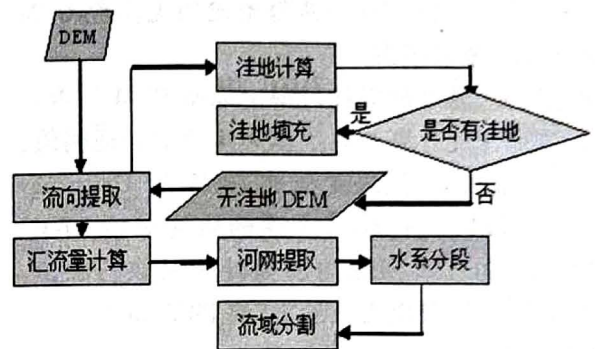 DEM
洼地计算
洼地填充
是
是否有洼地
流向提取
无洼地DEM
否
汇流量计算
河网提取
水系分段
流域分割